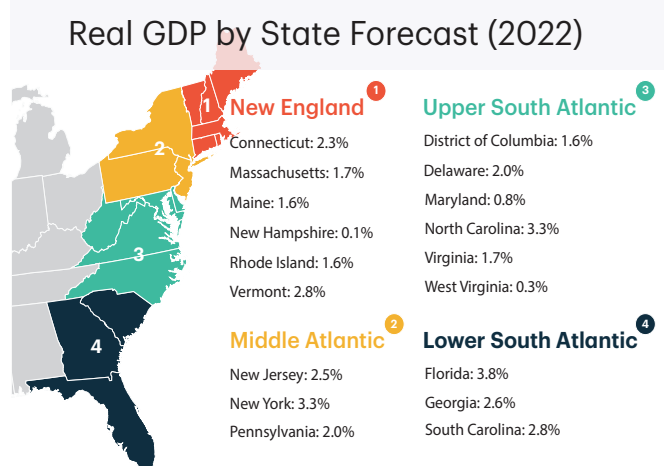 Real GDP by State Forecast (2022)
1
2
3
4
New England 1
Connecticut: 2.3%
Massachusetts: 1.7%
Maine: 1.6%
New Hampshire: 0.1%
Rhode Island: 1.6%
Vermont: 2.8%
Middle Atlantic 2
New Jersey: 2.5%
New York: 3.3%
Pennsylvania: 2.0%
Upper South Atlantic 3
District of Columbia: 1.6%
Delaware: 2.0%
Maryland: 0.8%
North Carolina: 3.3%
Virginia: 1.7%
West Virginia: 0.3%
Lower South Atlantic 4
Florida: 3.8%
Georgia: 2.6%
South Carolina: 2.8%